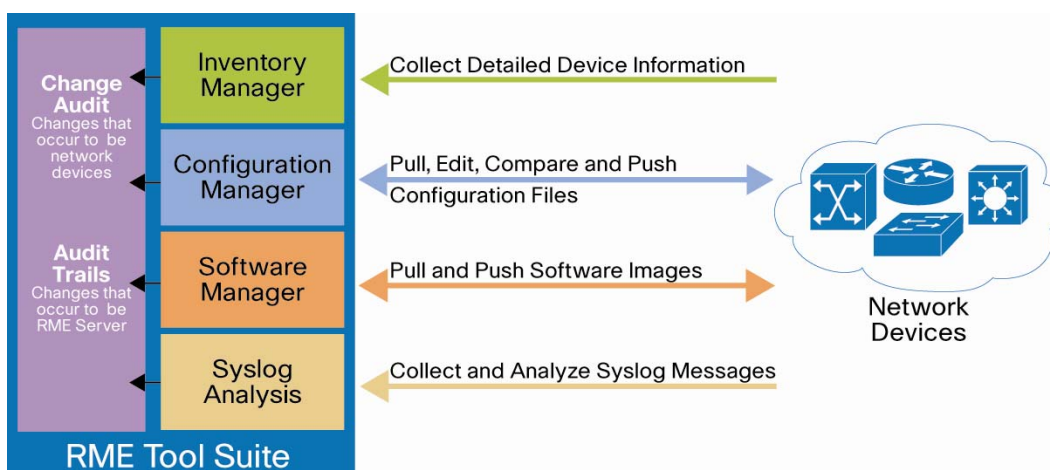 Change
Audit
Changes that
occur to be
network
devices
Audit
Trails
Changes that
occur to be
RME Server
Inventory
Manager
Configuration
Manager
Software
Manager
Syslog
Analysis
RME Tool Suite
Collect Detailed Device Information
Pull, Edit, Compare and Push
Configuration Files
Pull and Push Software Images
Collect and Analyze Syslog Messages
Network
Devices